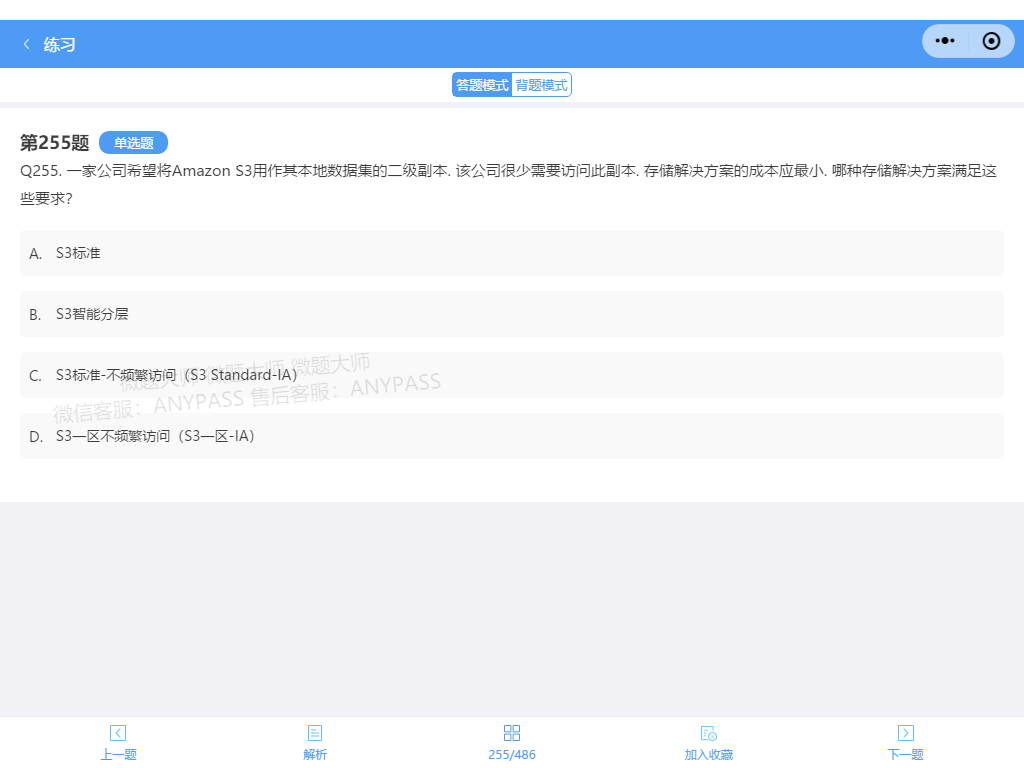 练习
答题模式 背题模式
第255题 单选题
Q255. 一家公司希望将Amazon S3用作其本地数据集的二级副本. 该公司很少需要访问此副本. 存储解决方案的成本应最小. 哪种存储解决方案满足这
些要求?
A. S3标准
B. S3智能分层
C. S3标准-不频繁访问（S3 Standard-IA）
微题大师 微题大师 微题大师
微信客服：ANYPASS 售后客服：ANYPASS
D. S3一区不频繁访问（S3一区-IA）
上一题 解析 255/486 加入收藏 下一题